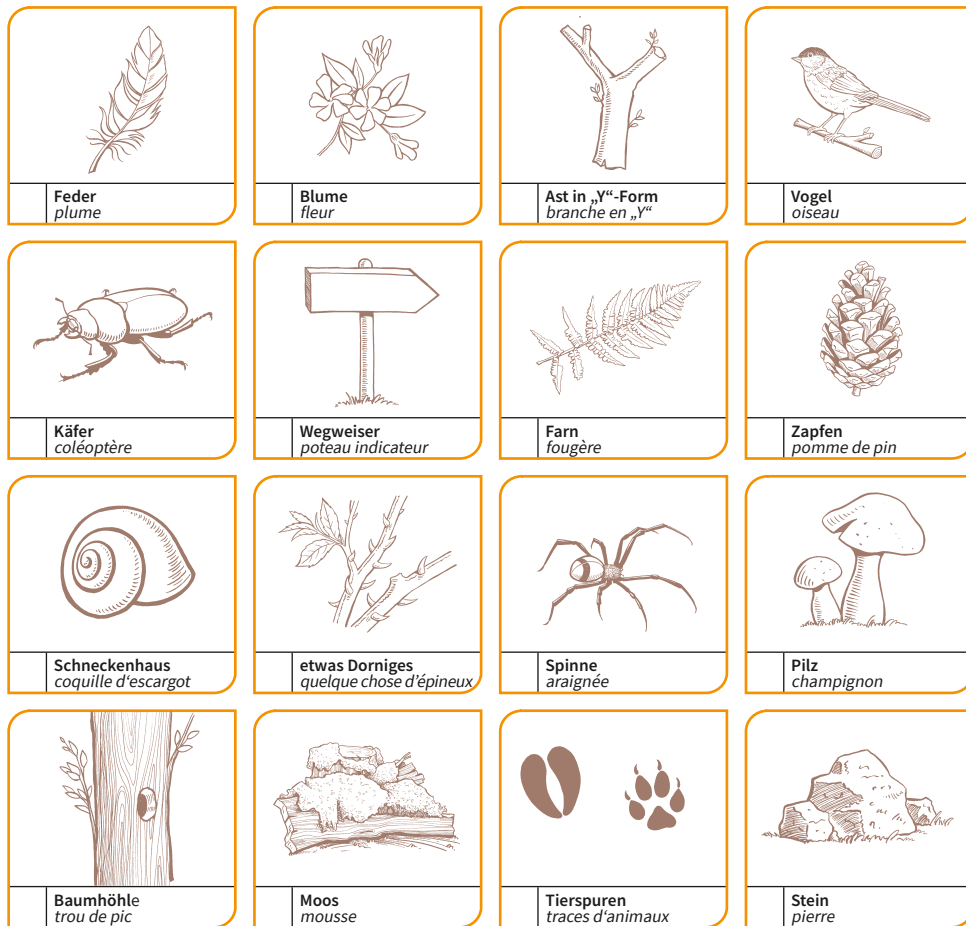 Feder
plume
Blume
fleur
Ast in „Y“-Form
branche en „Y“
Vogel
oiseau
Käfer
coléoptère
Wegweiser
poteau indicateur
Farn
fougère
Zapfen
pomme de pin
Schneckenhaus
coquille d‘escargot
etwas Dorniges
quelque chose d’épineux
Spinne
araignée
Pilz
champignon
Baumhöhle
trou de pic
Moos
mousse
Tierspuren
traces d‘animaux
Stein
pierre